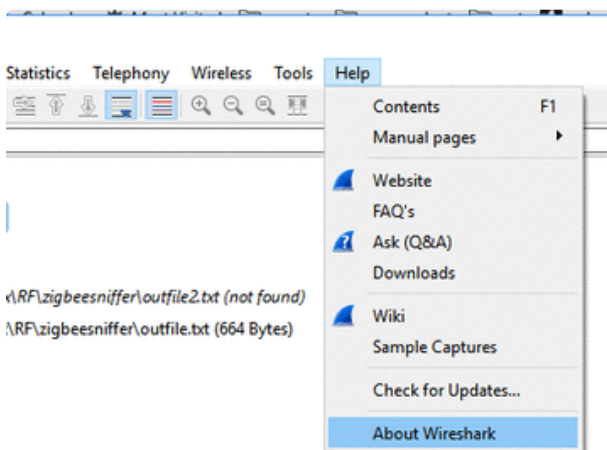 Statistics Telephony Wireless Tools Help
Contents F1
Manual pages
Website
FAQ's
Ask (Q&A)
Downloads
\RF\zigbeesniffer\outfile2.txt (not found)
Wiki
\RF\zigbeesniffer\outfile.txt (664 Bytes)
Sample Captures
Check for Updates...
About Wireshark